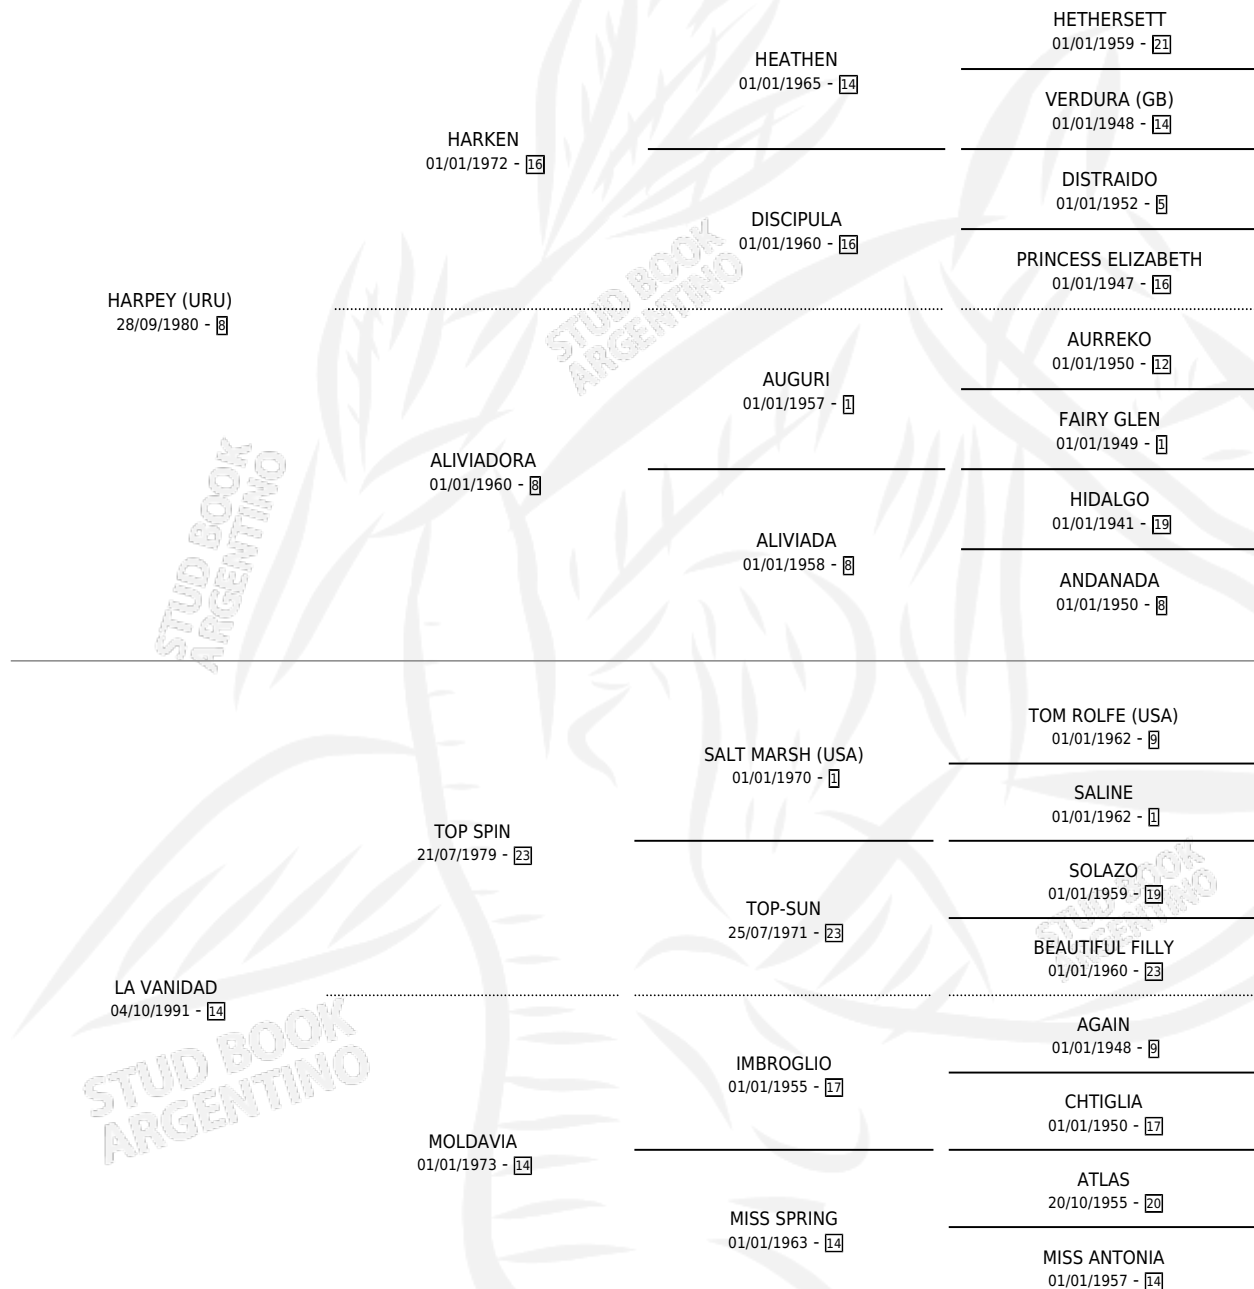 HETHERSETT
01/01/1959 - 21
HEATHEN
01/01/1965 - 14
VERDURA (GB)
01/01/1948 - 14
HARKEN
01/01/1972 - 16
DISTRAIDO
01/01/1952 - 5
DISCIPULA
01/01/1960 - 16
PRINCESS ELIZABETH
01/01/1947 - 16
HARPEY (URU)
28/09/1980 - 8
STUD BOOK
ARGENTINO
AURREKO
01/01/1950 - 12
AUGURI
01/01/1957 - 1
FAIRY GLEN
01/01/1949 - 1
ALIVIADORA
01/01/1960 - 8
HIDALGO
01/01/1941 - 19
ALIVIADA
01/01/1958 - 8
ANDANADA
01/01/1950 - 8
STUD BOOK
ARGENTINO
TOM ROLFE (USA)
01/01/1962 - 9
SALT MARSH (USA)
01/01/1970 - 1
SALINE
01/01/1962 - 1
TOP SPIN
21/07/1979 - 23
SOLAZO
01/01/1959 - 19
TOP-SUN
25/07/1971 - 23
BEAUTIFUL FILLY
01/01/1960 - 23
STUD BOOK
ARGENTINO
LA VANIDAD
04/10/1991 - 14
STUD BOOK
ARGENTINO
AGAIN
01/01/1948 - 9
IMBROGLIO
01/01/1955 - 17
CHTIGLIA
01/01/1950 - 17
MOLDAVIA
01/01/1973 - 14
ATLAS
20/10/1955 - 20
MISS SPRING
01/01/1963 - 14
MISS ANTONIA
01/01/1957 - 14